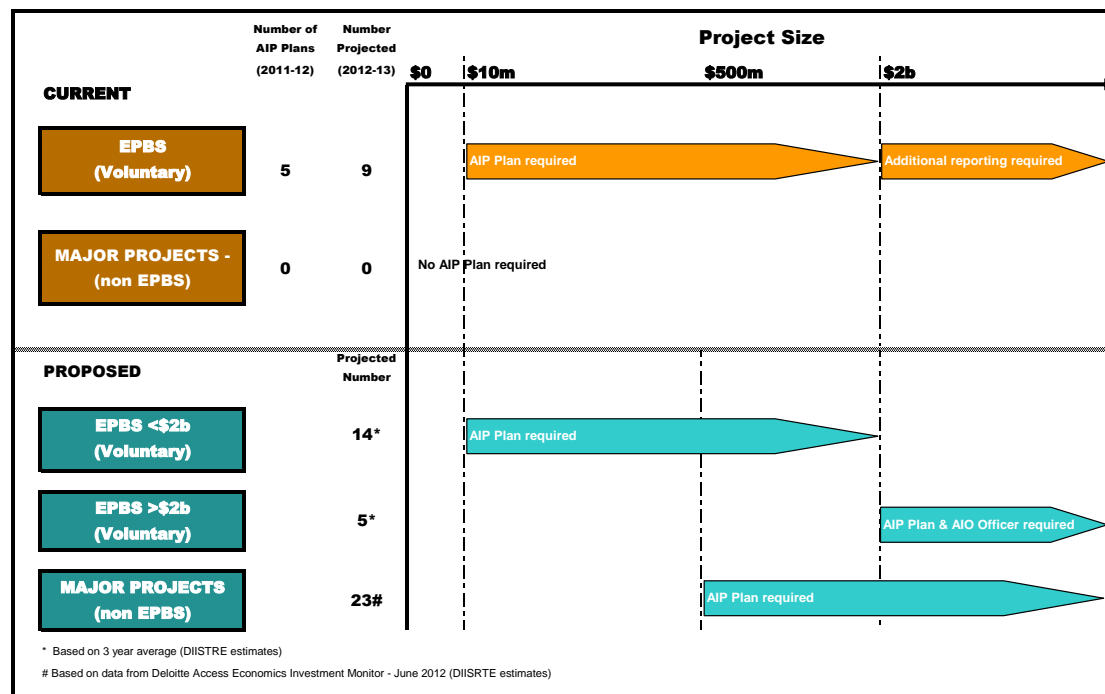 Number of AIP Plans (2011-12)
Number Projected (2012-13)
Project Size
$0 $10m $500m $2b
CURRENT
EPBS
(Voluntary)
5 9
AIP Plan required
Additional reporting required
MAJOR PROJECTS -
(non EPBS)
0 0
No AIP Plan required
PROPOSED
Projected
Number
EPBS <$2b
(Voluntary)
14*
AIP Plan required
EPBS >$2b
(Voluntary)
5*
AIP Plan & AIO Officer required
MAJOR PROJECTS
(non EPBS)
23#
AIP Plan required
* Based on 3 year average (DIISTRE estimates)
# Based on data from Deloitte Access Economics Investment Monitor - June 2012 (DIISRTE estimates)